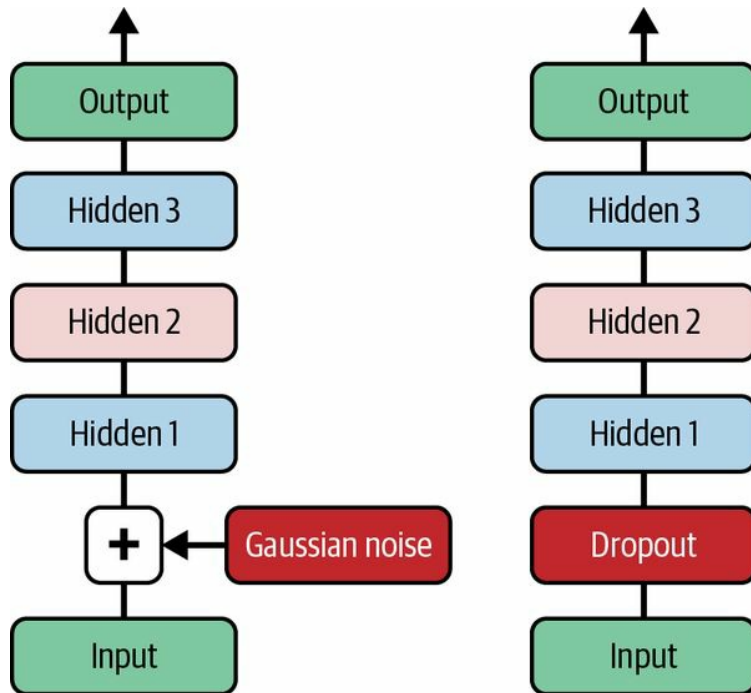 Output
Hidden 3
Hidden 2
Hidden 1
+
Gaussian noise
Input
Output
Hidden 3
Hidden 2
Hidden 1
Dropout
Input